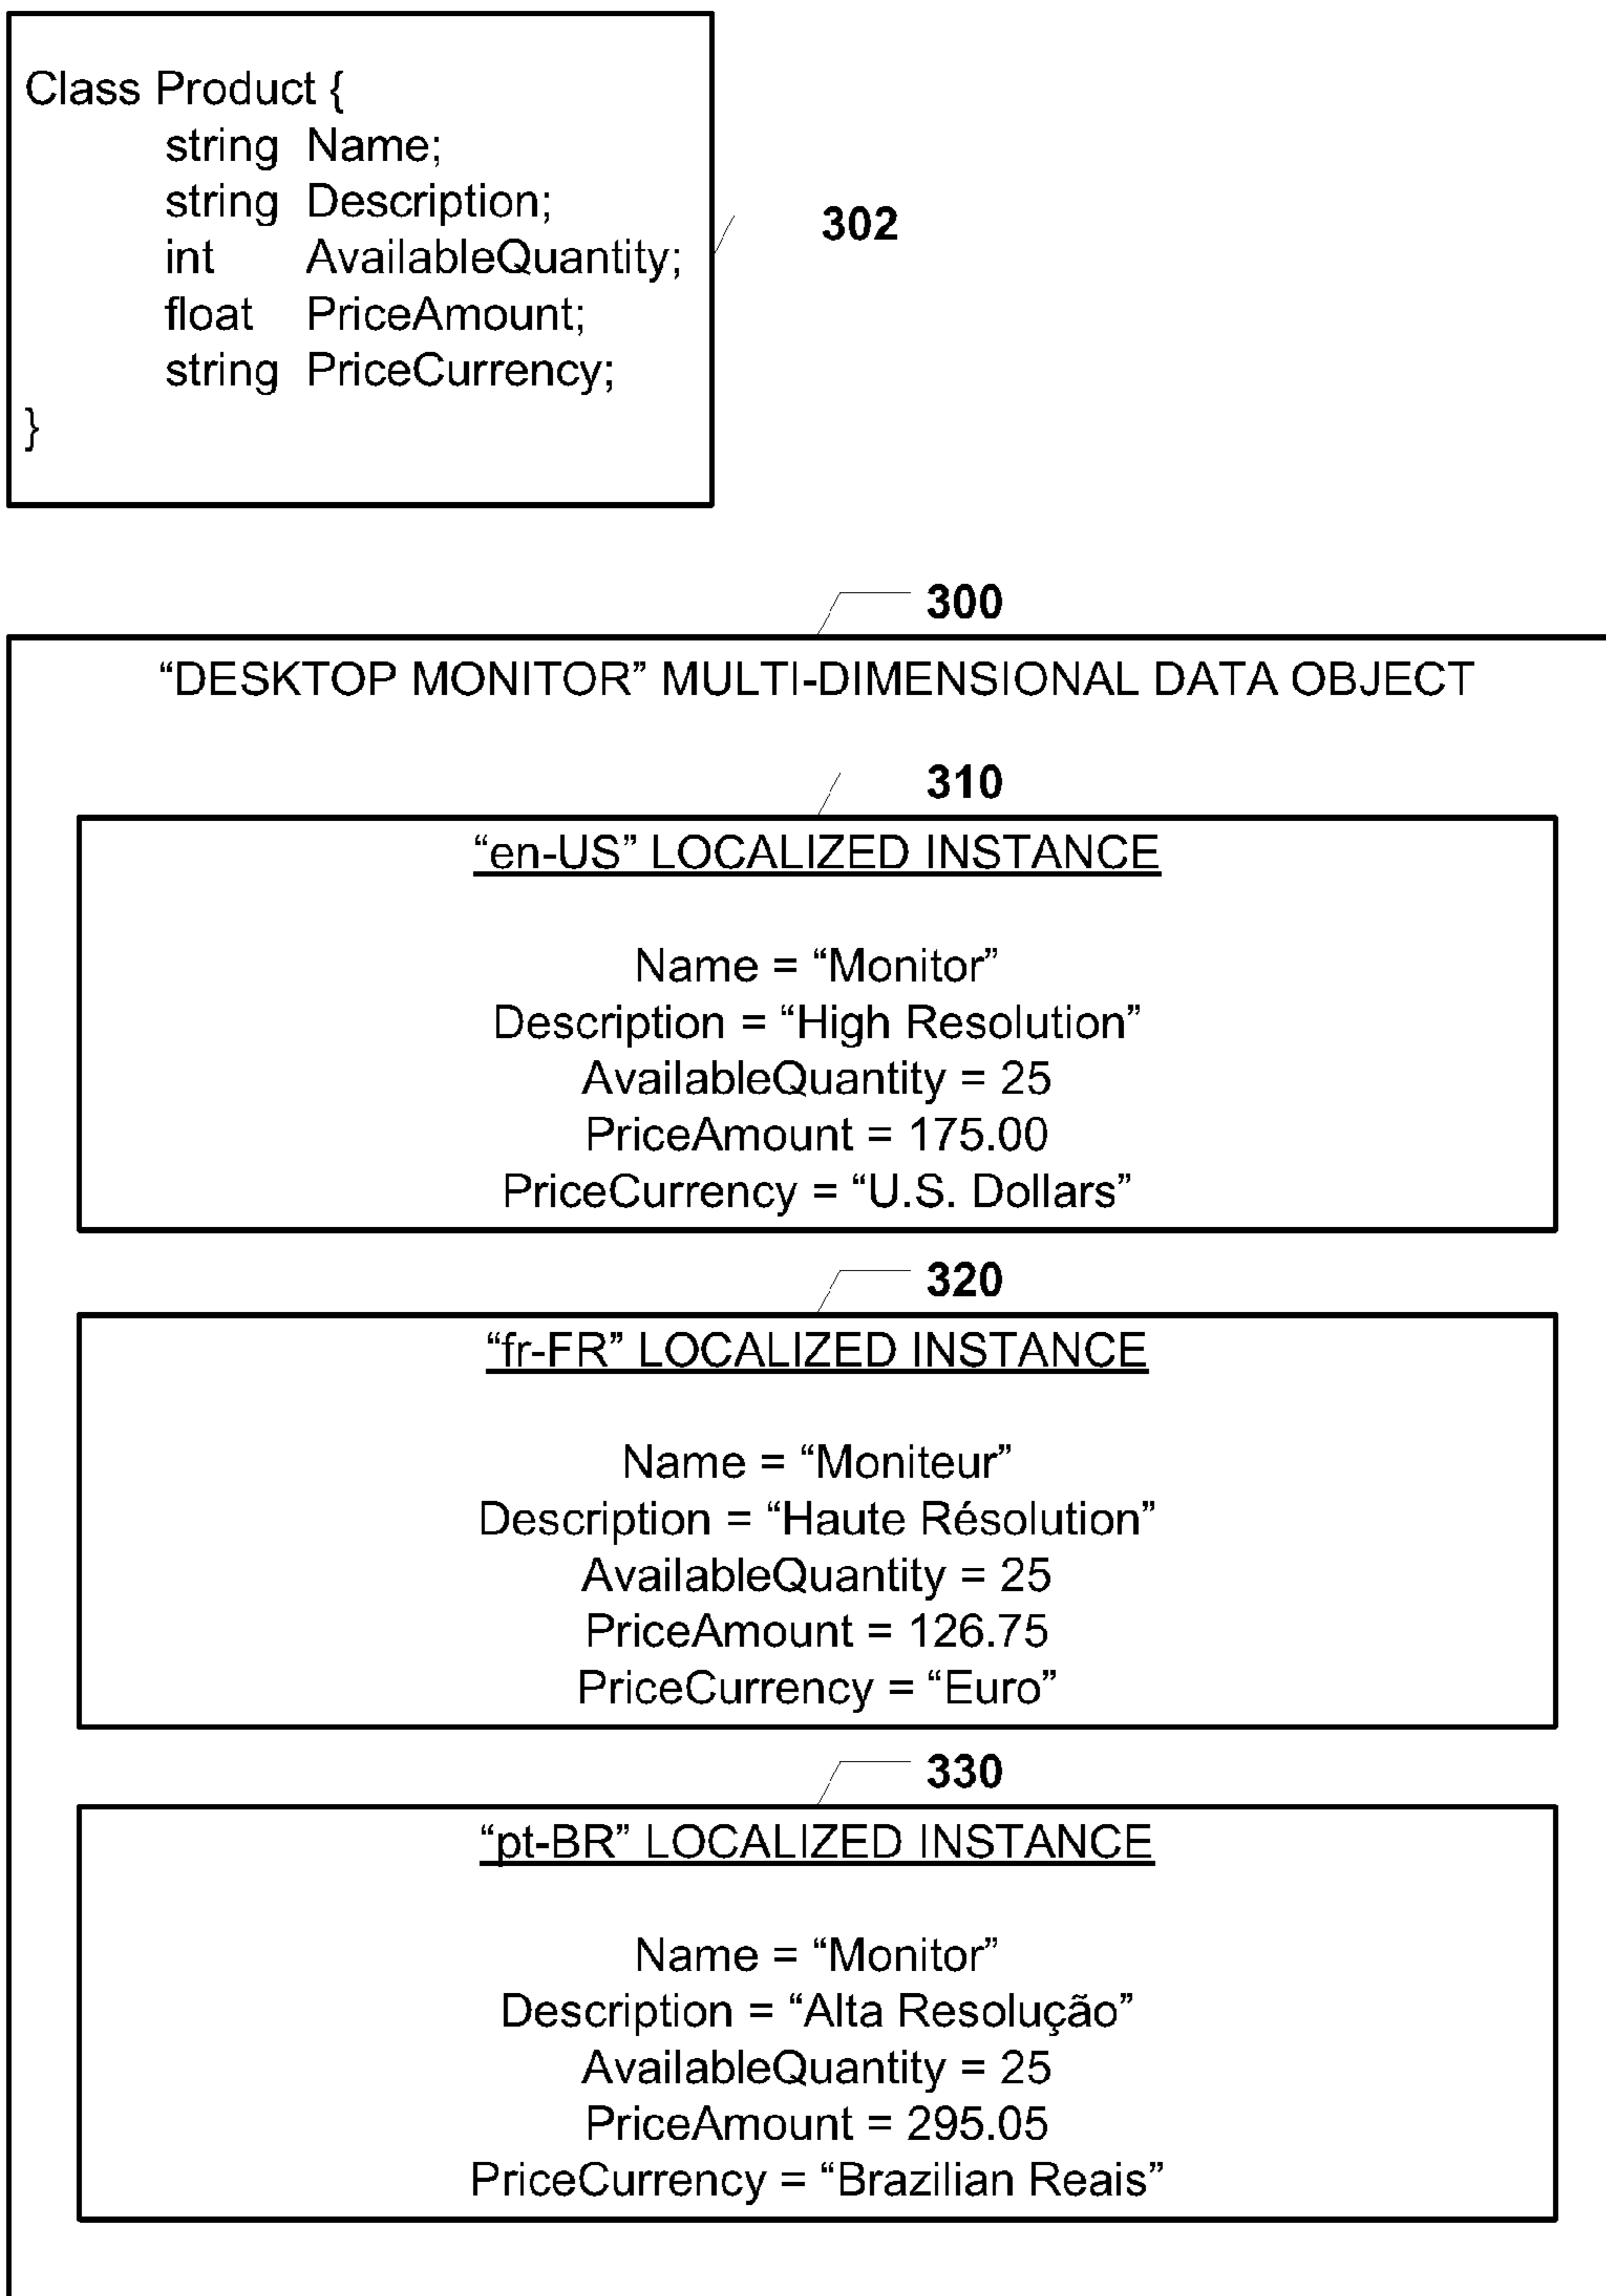 Class Product {
string Name;
string Description;
int AvailableQuantity;
float PriceAmount;
string PriceCurrency;
}
302
300
“DESKTOP MONITOR” MULTI-DIMENSIONAL DATA OBJECT
310
“en-US” LOCALIZED INSTANCE
Name = “Monitor”
Description = “High Resolution”
AvailableQuantity = 25
PriceAmount = 175.00
PriceCurrency = “U.S. Dollars”
320
“fr-FR” LOCALIZED INSTANCE
Name = “Moniteur”
Description = “Haute Résolution”
AvailableQuantity = 25
PriceAmount = 126.75
PriceCurrency = “Euro”
330
“pt-BR” LOCALIZED INSTANCE
Name = “Monitor”
Description = “Alta Resolução”
AvailableQuantity = 25
PriceAmount = 295.05
PriceCurrency = “Brazilian Reais”